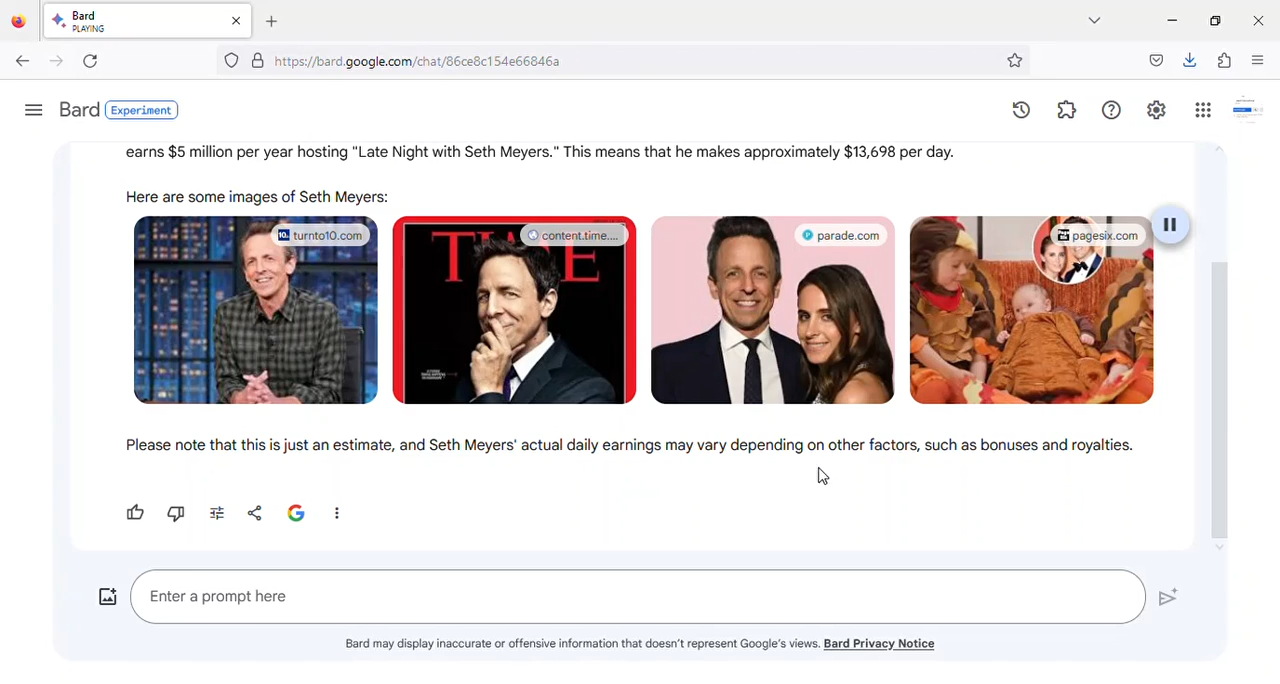 Bard
PLAYING
https://bard.google.com/chat/86ce8c154e66846a
Bard Experiment
earns $5 million per year hosting "Late Night with Seth Meyers." This means that he makes approximately $13,698 per day.
Here are some images of Seth Meyers:
turnto10.com
content.time....
parade.com
pagesix.com
TIME
Please note that this is just an estimate, and Seth Meyers' actual daily earnings may vary depending on other factors, such as bonuses and royalties.
Enter a prompt here
Bard may display inaccurate or offensive information that doesn't represent Google's views. Bard Privacy Notice